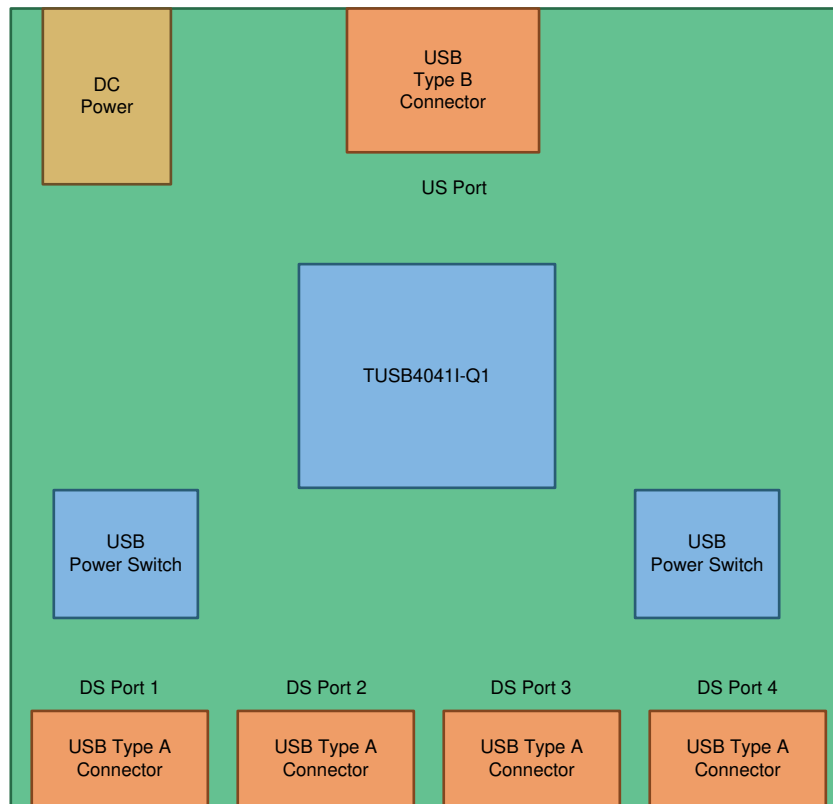 DC
Power
USB
Type B
Connector
US Port
TUSB4041I-Q1
USB
Power Switch
USB
Power Switch
DS Port 1
DS Port 2
DS Port 3
DS Port 4
USB Type A
Connector
USB Type A
Connector
USB Type A
Connector
USB Type A
Connector